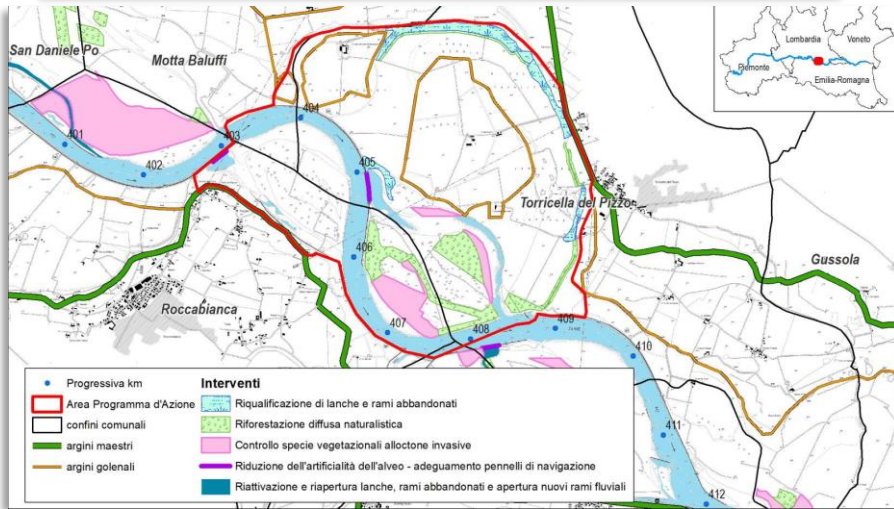 San Daniele Po
Motta Baluffi
Lombardia
Veneto
Piemonte
Emilia-Romagna
401
402
403
404
405
406
407
408
409
410
411
412
Torricella del Pizzo
Gussola
Roccabianca
Progressiva km
Area Programma d'Azione
confini comunali
argini maestri
argini golenali
Interventi
Riqualificazione di lanche e rami abbandonati
Riforestazione diffusa naturalistica
Controllo specie vegetazionali alloctone invasive
Riduzione dell'artificialità dell'alveo - adeguamento pennelli di navigazione
Riattivazione e riapertura lanche, rami abbandonati e apertura nuovi rami fluviali